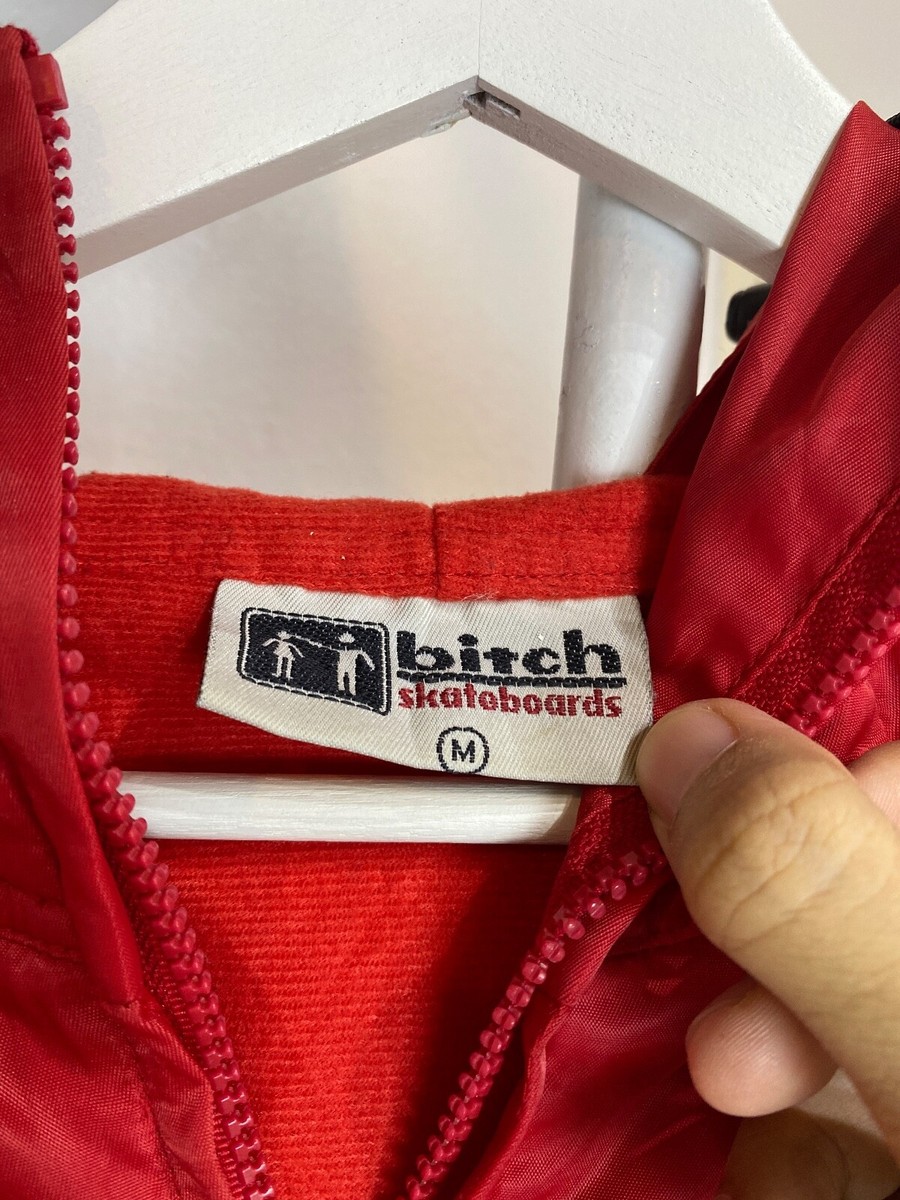 bitch
skateboards
M